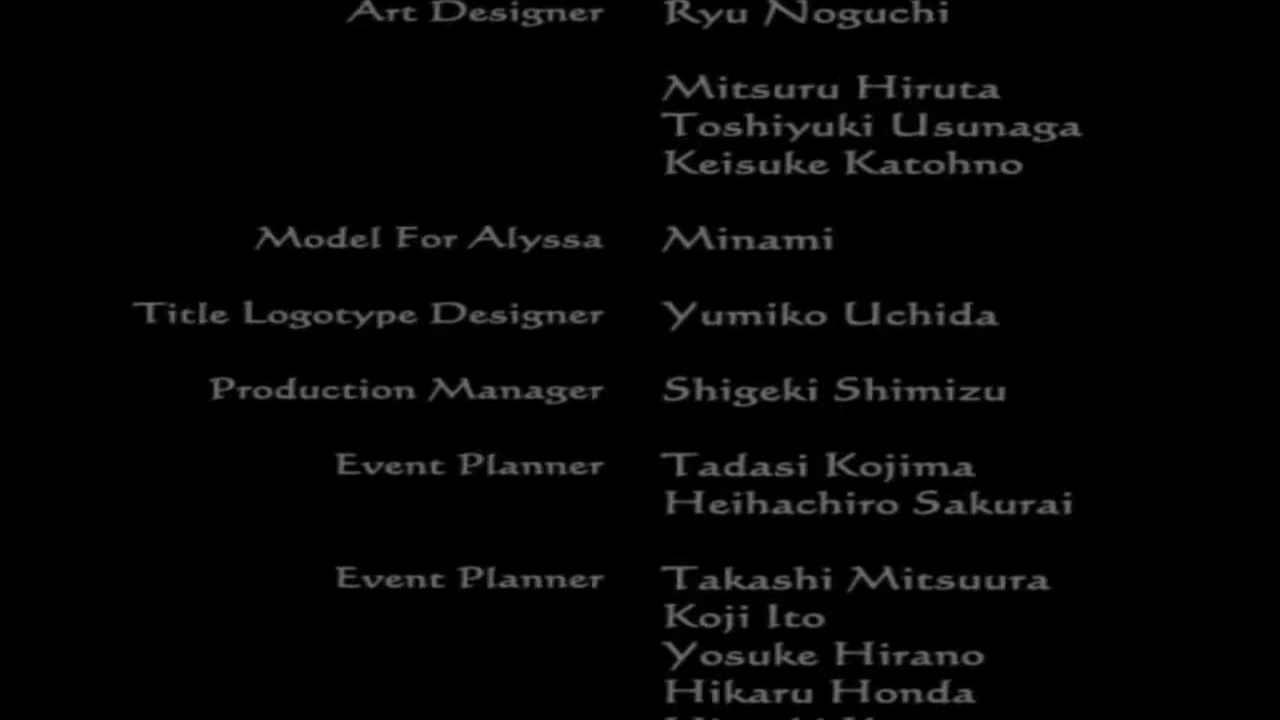 Art Designer Ryu Noguchi
Mitsuru Hiruta
Toshiyuki Usunaga
Keisuke Katohno
Model For Alyssa Minami
Title Logotype Designer Yumiko Uchida
Production Manager Shigeki Shimizu
Event Planner Tadasi Kojima
Heihachiro Sakurai
Event Planner Takashi Mitsuura
Koji Ito
Yosuke Hirano
Hikaru Honda